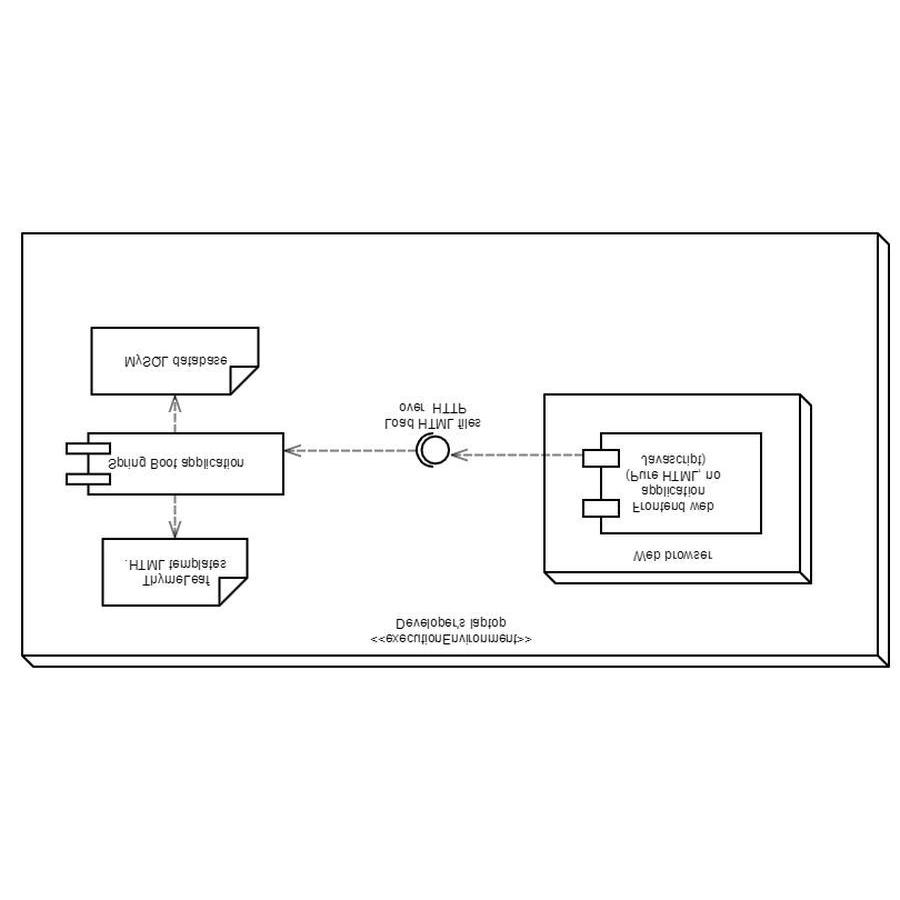 <<executionEnvironment>>
Developer's laptop
ThymeLeaf
.HTML templates
Web browser
Frontend web
application
(Pure HTML, no
Javascript)
Spring Boot application
Load HTML files
over HTTP
MySQL database